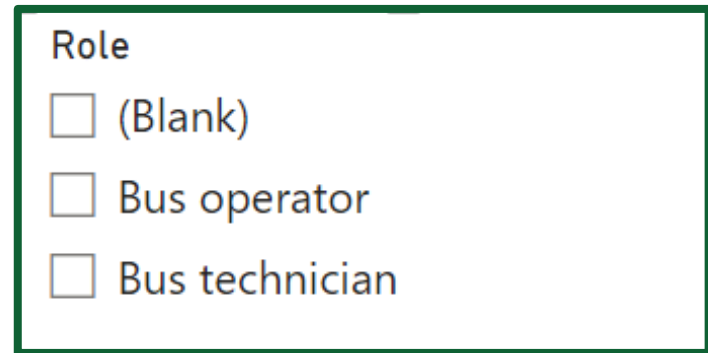 Role
(Blank)
Bus operator
Bus technician